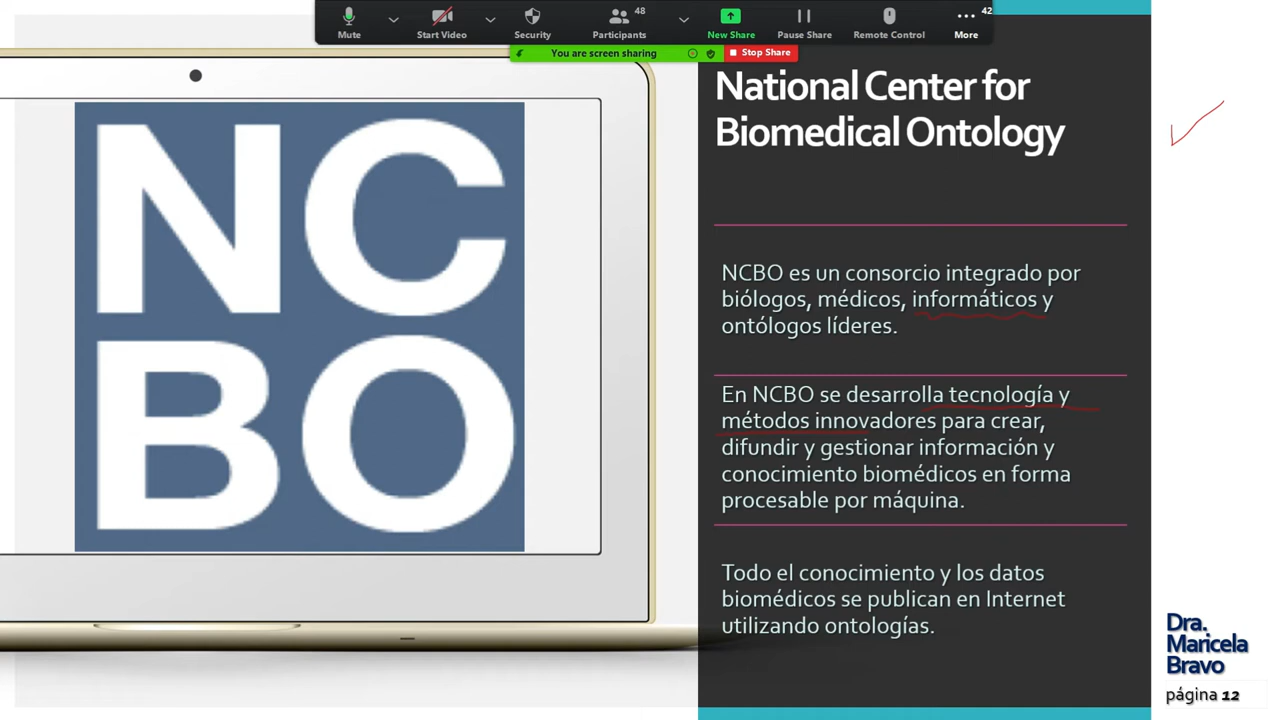 48
42
Mute
Start Video
Security
Participants
New Share
Pause Share
Remote Control
More
You are screen sharing
Stop Share
NC
BO
National Center for
Biomedical Ontology
NCBO es un consorcio integrado por
biólogos, médicos, informáticos y
ontólogos líderes.
En NCBO se desarrolla tecnología y
métodos innovadores para crear,
difundir y gestionar información y
conocimiento biomédicos en forma
procesable por máquina.
Todo el conocimiento y los datos
biomédicos se publican en Internet
utilizando ontologías.
Dra.
Maricela
Bravo
página 12